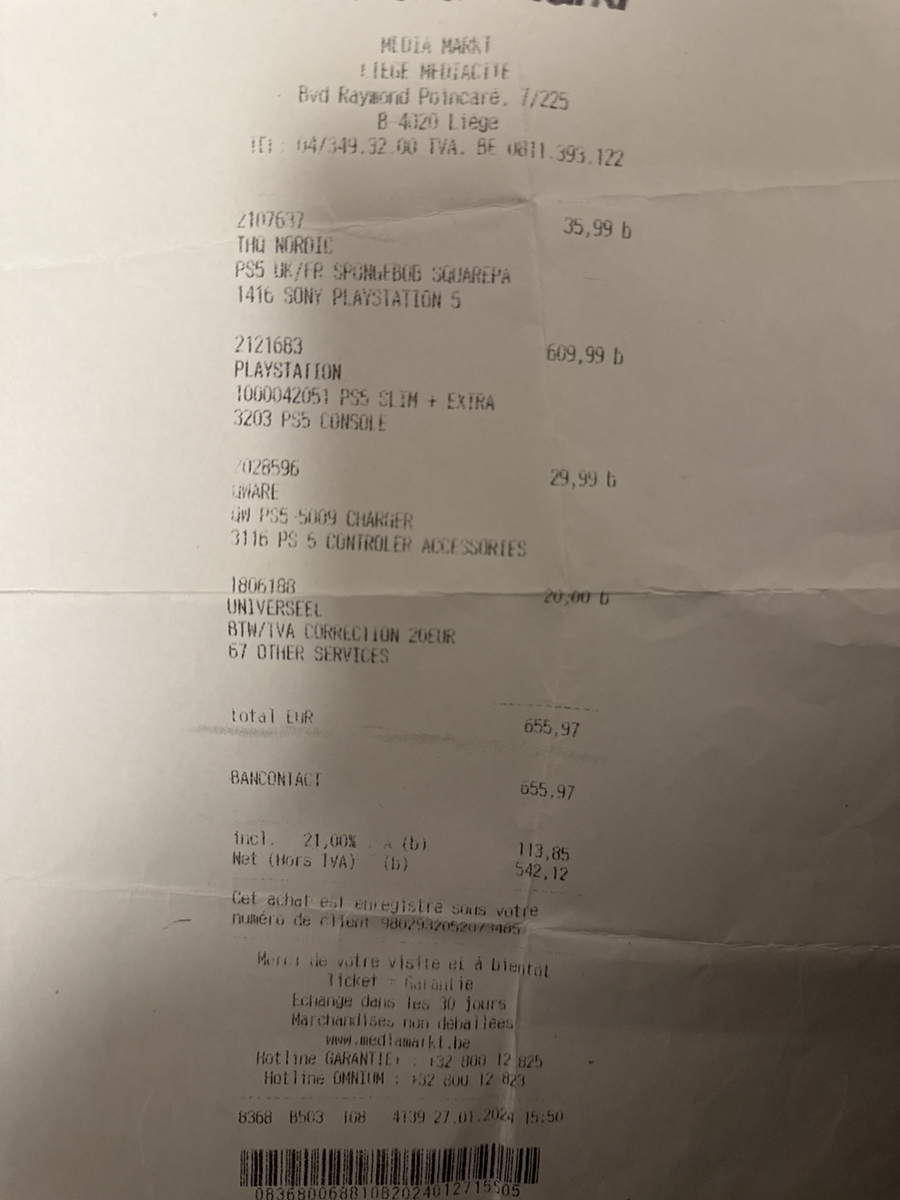 MEDIA MARKT
LIEGE MEDIACITE
Bvd Raymond Poincaré, 7/225
B-4020 Liège
Tél : 04/349.32.00 TVA. BE 0811.393.122
2107637 35,99 b
THQ NORDIC
PS5 UK/FR SPONGEBOB SQUAREPA
1416 SONY PLAYSTATION 5
2121683 609,99 b
PLAYSTATION
1000042051 PS5 SLIM + EXTRA
3203 PS5 CONSOLE
2028596 29,99 b
QWARE
QW PS5-5009 CHARGER
3116 PS 5 CONTROLER ACCESSORIES
1806188 20,00 b
UNIVERSEEL
BTW/TVA CORRECTION 20EUR
67 OTHER SERVICES
total EUR 655,97
BANCONTACT 655,97
incl. 21,00% A (b) 113,85
Net (Hors TVA) (b) 542,12
Cet achat est enregistré sous votre
numéro de client
Merci de votre visite et à bientôt
Ticket = Garantie
Echange dans les 30 jours
Marchandises non déballées
www.mediamarkt.be
Hotline GARANTIE+ : +32 800 12 825
Hotline OMNIUM : +32 800 12 823
8368 B503 108 4139 27.01.2024 15:50